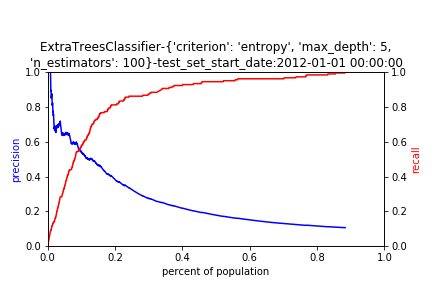 ExtraTreesClassifier-{'criterion': 'entropy', 'max_depth': 5,
'n_estimators': 100}-test_set_start_date:2012-01-01 00:00:00
1.0
0.8
0.6
0.4
0.2
0.0
precision
1.0
0.8
0.6
0.4
0.2
0.0
recall
0.0 0.2 0.4 0.6 0.8 1.0
percent of population